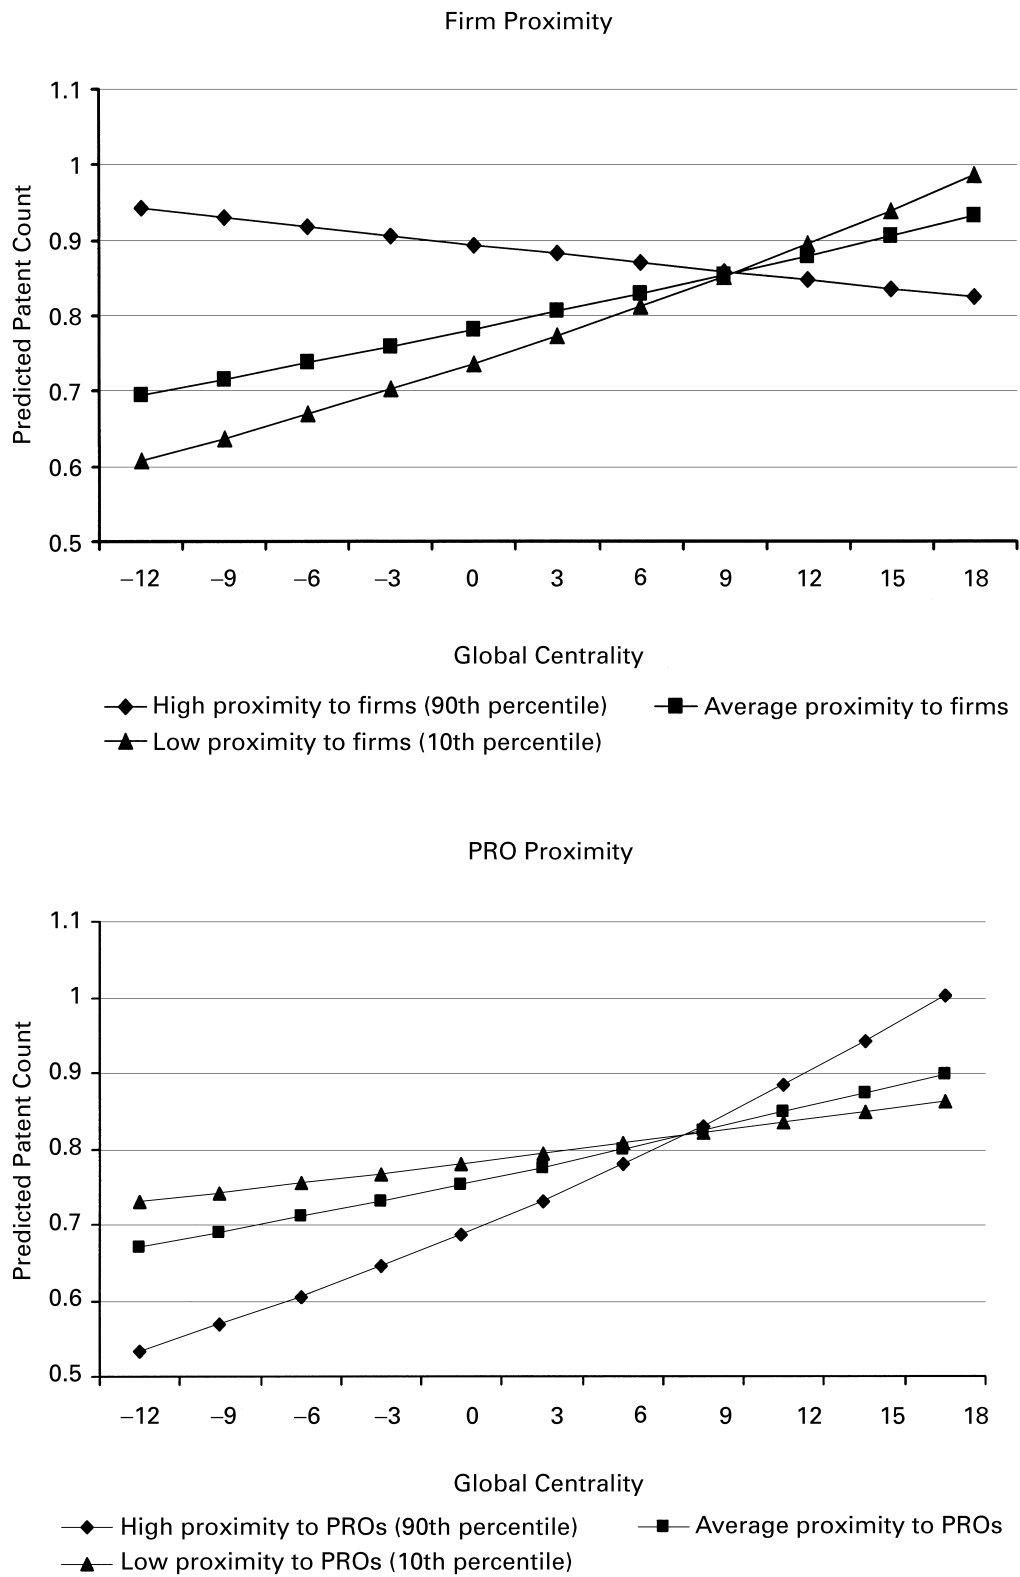 Firm Proximity
Predicted Patent Count
1.1
1
0.9
0.8
0.7
0.6
0.5
–12 –9 –6 –3 0 3 6 9 12 15 18
Global Centrality
High proximity to firms (90th percentile) Average proximity to firms
Low proximity to firms (10th percentile)
PRO Proximity
Predicted Patent Count
1.1
1
0.9
0.8
0.7
0.6
0.5
–12 –9 –6 –3 0 3 6 9 12 15 18
Global Centrality
High proximity to PROs (90th percentile) Average proximity to PROs
Low proximity to PROs (10th percentile)